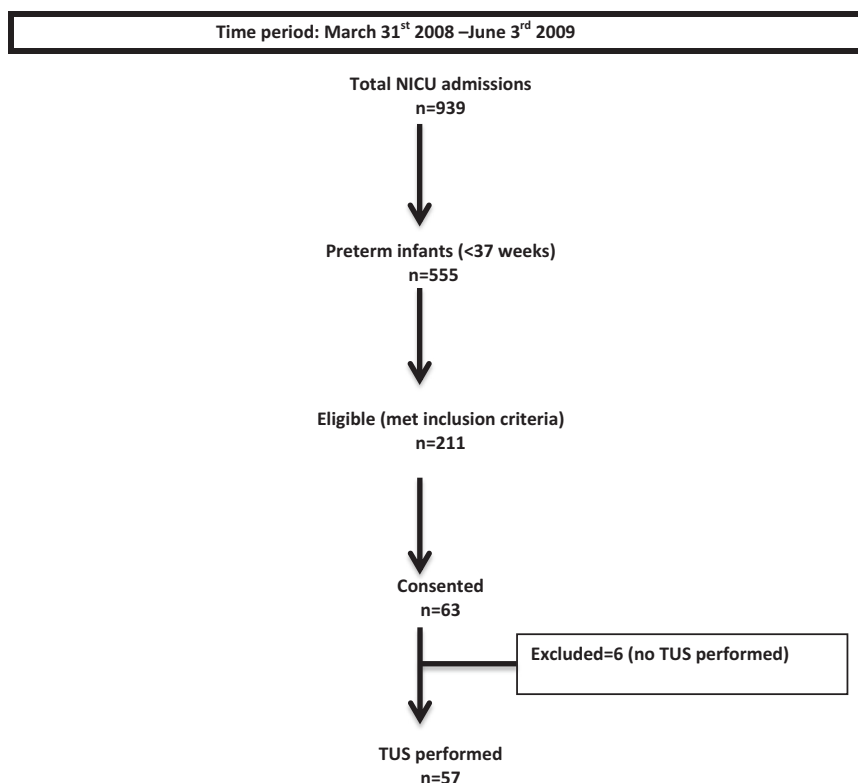 Time period: March 31st 2008 –June 3rd 2009
Total NICU admissions
n=939
Preterm infants (<37 weeks)
n=555
Eligible (met inclusion criteria)
n=211
Consented
n=63
Excluded=6 (no TUS performed)
TUS performed
n=57